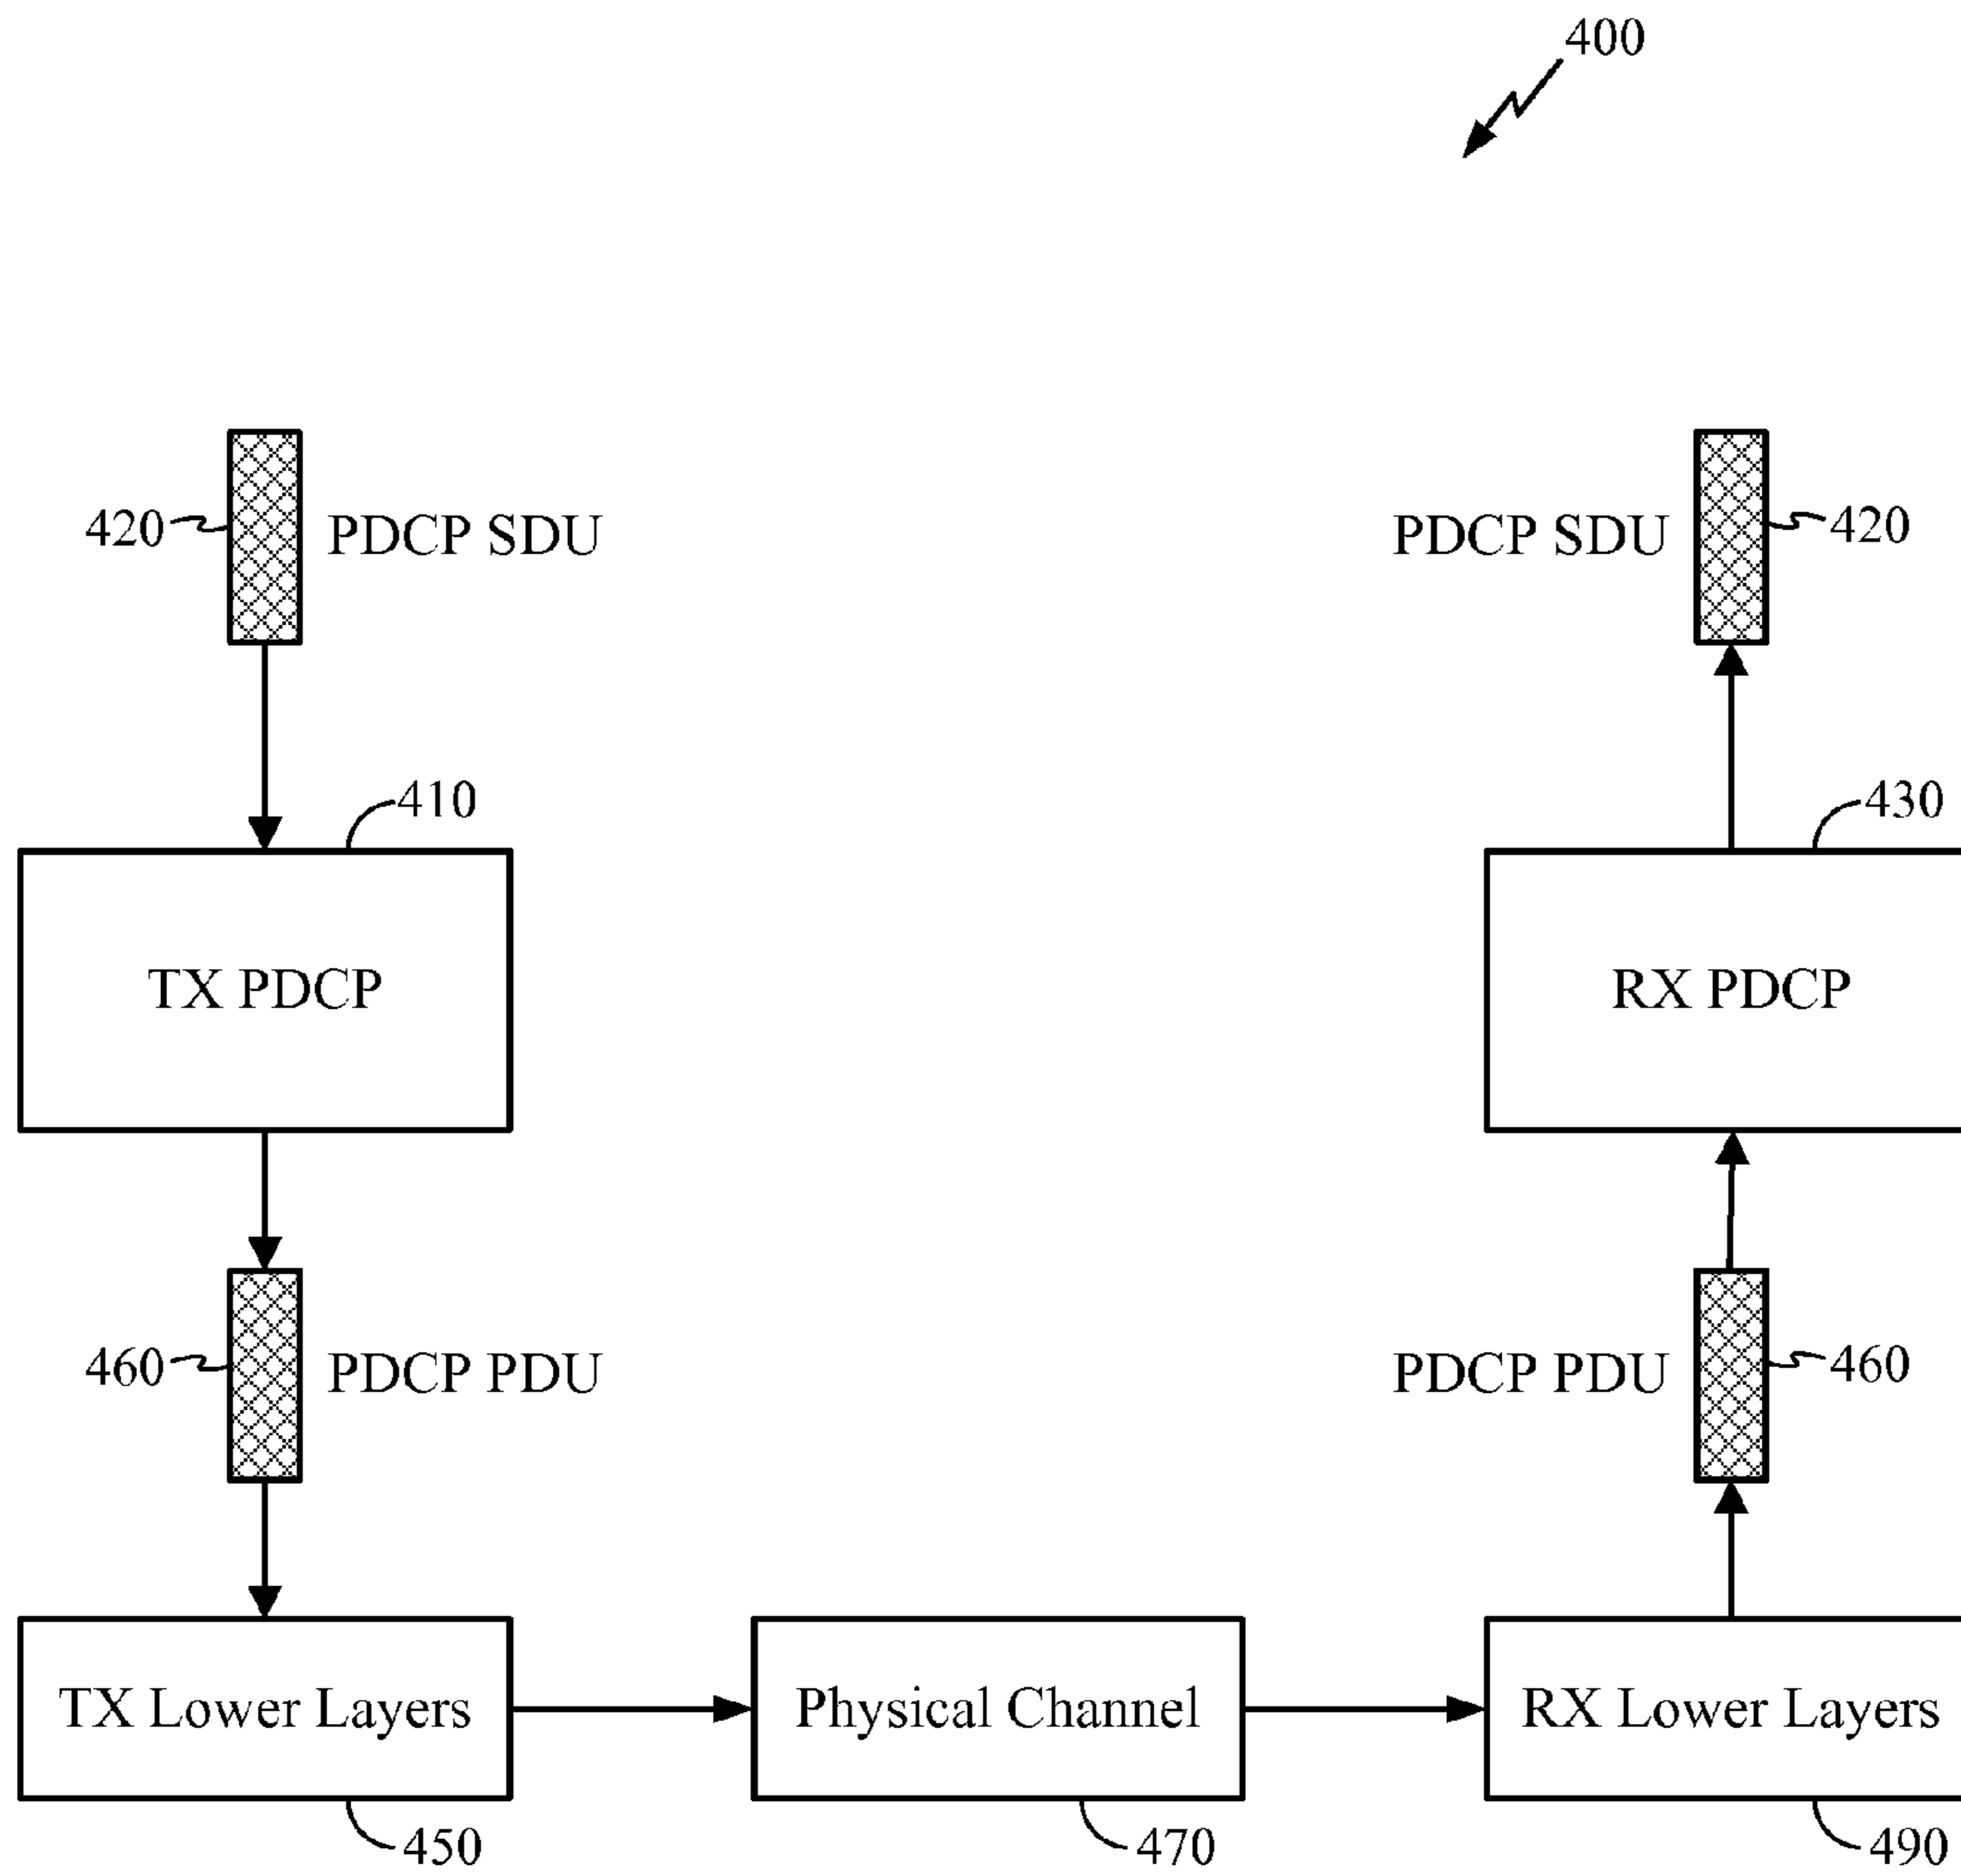 400
420
PDCP SDU
PDCP SDU
420
410
430
TX PDCP
RX PDCP
460
PDCP PDU
PDCP PDU
460
TX Lower Layers
Physical Channel
RX Lower Layers
450
470
490